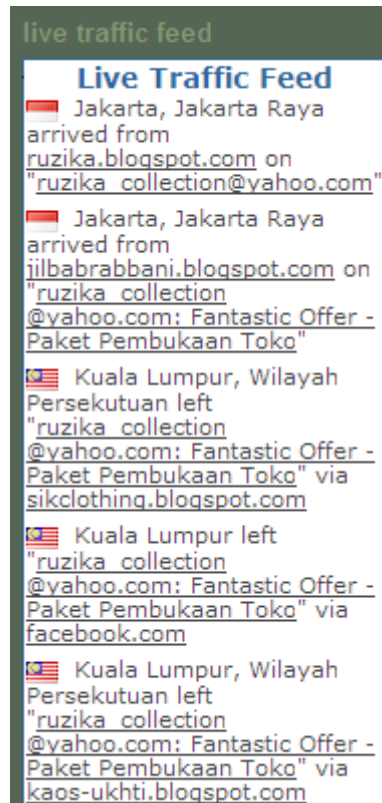 live traffic feed
Live Traffic Feed
Jakarta, Jakarta Raya
arrived from
ruzika.blogspot.com on
"ruzika_collection@yahoo.com"
Jakarta, Jakarta Raya
arrived from
jilbabrabbani.blogspot.com on
"ruzika_collection
@yahoo.com: Fantastic Offer -
Paket Pembukaan Toko"
Kuala Lumpur, Wilayah
Persekutuan left
"ruzika_collection
@yahoo.com: Fantastic Offer -
Paket Pembukaan Toko" via
sikclothing.blogspot.com
Kuala Lumpur left
"ruzika_collection
@yahoo.com: Fantastic Offer -
Paket Pembukaan Toko" via
facebook.com
Kuala Lumpur, Wilayah
Persekutuan left
"ruzika_collection
@yahoo.com: Fantastic Offer -
Paket Pembukaan Toko" via
kaos-ukhti.blogspot.com